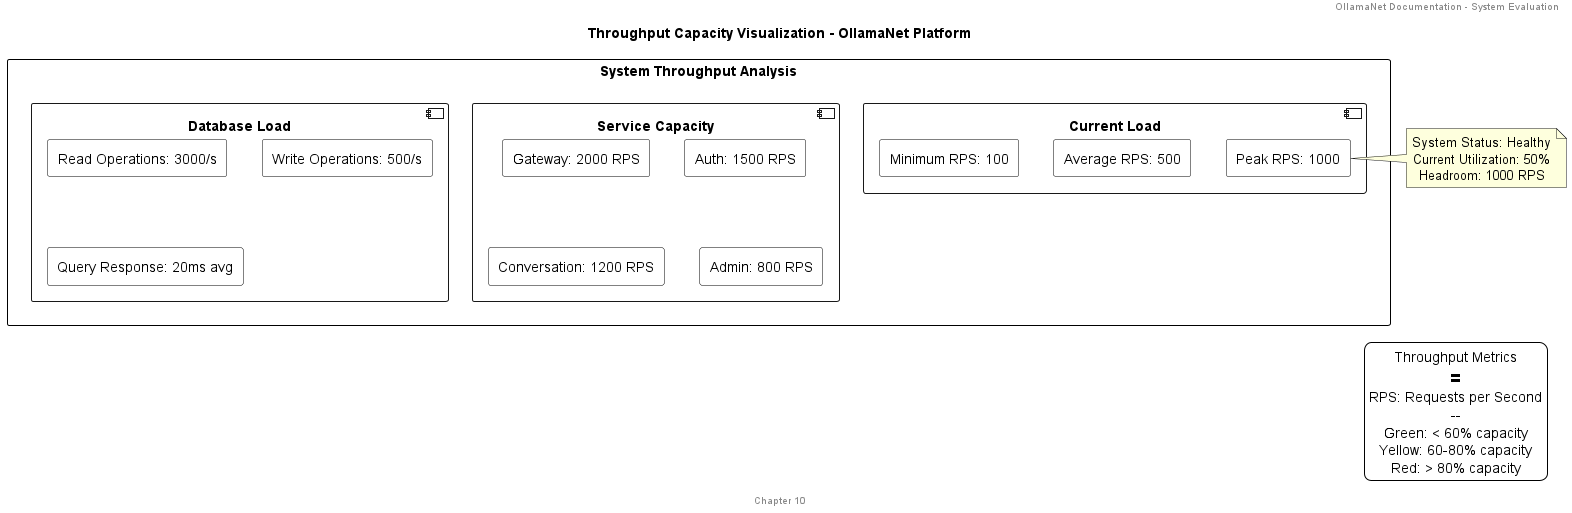 OllamaNet Documentation - System Evaluation
Throughput Capacity Visualization - OllamaNet Platform
System Throughput Analysis
Database Load
Read Operations: 3000/s
Write Operations: 500/s
Query Response: 20ms avg
Service Capacity
Gateway: 2000 RPS
Auth: 1500 RPS
Conversation: 1200 RPS
Admin: 800 RPS
Current Load
Minimum RPS: 100
Average RPS: 500
Peak RPS: 1000
System Status: Healthy
Current Utilization: 50%
Headroom: 1000 RPS
Throughput Metrics
=
RPS: Requests per Second
--
Green: < 60% capacity
Yellow: 60-80% capacity
Red: > 80% capacity
Chapter 10